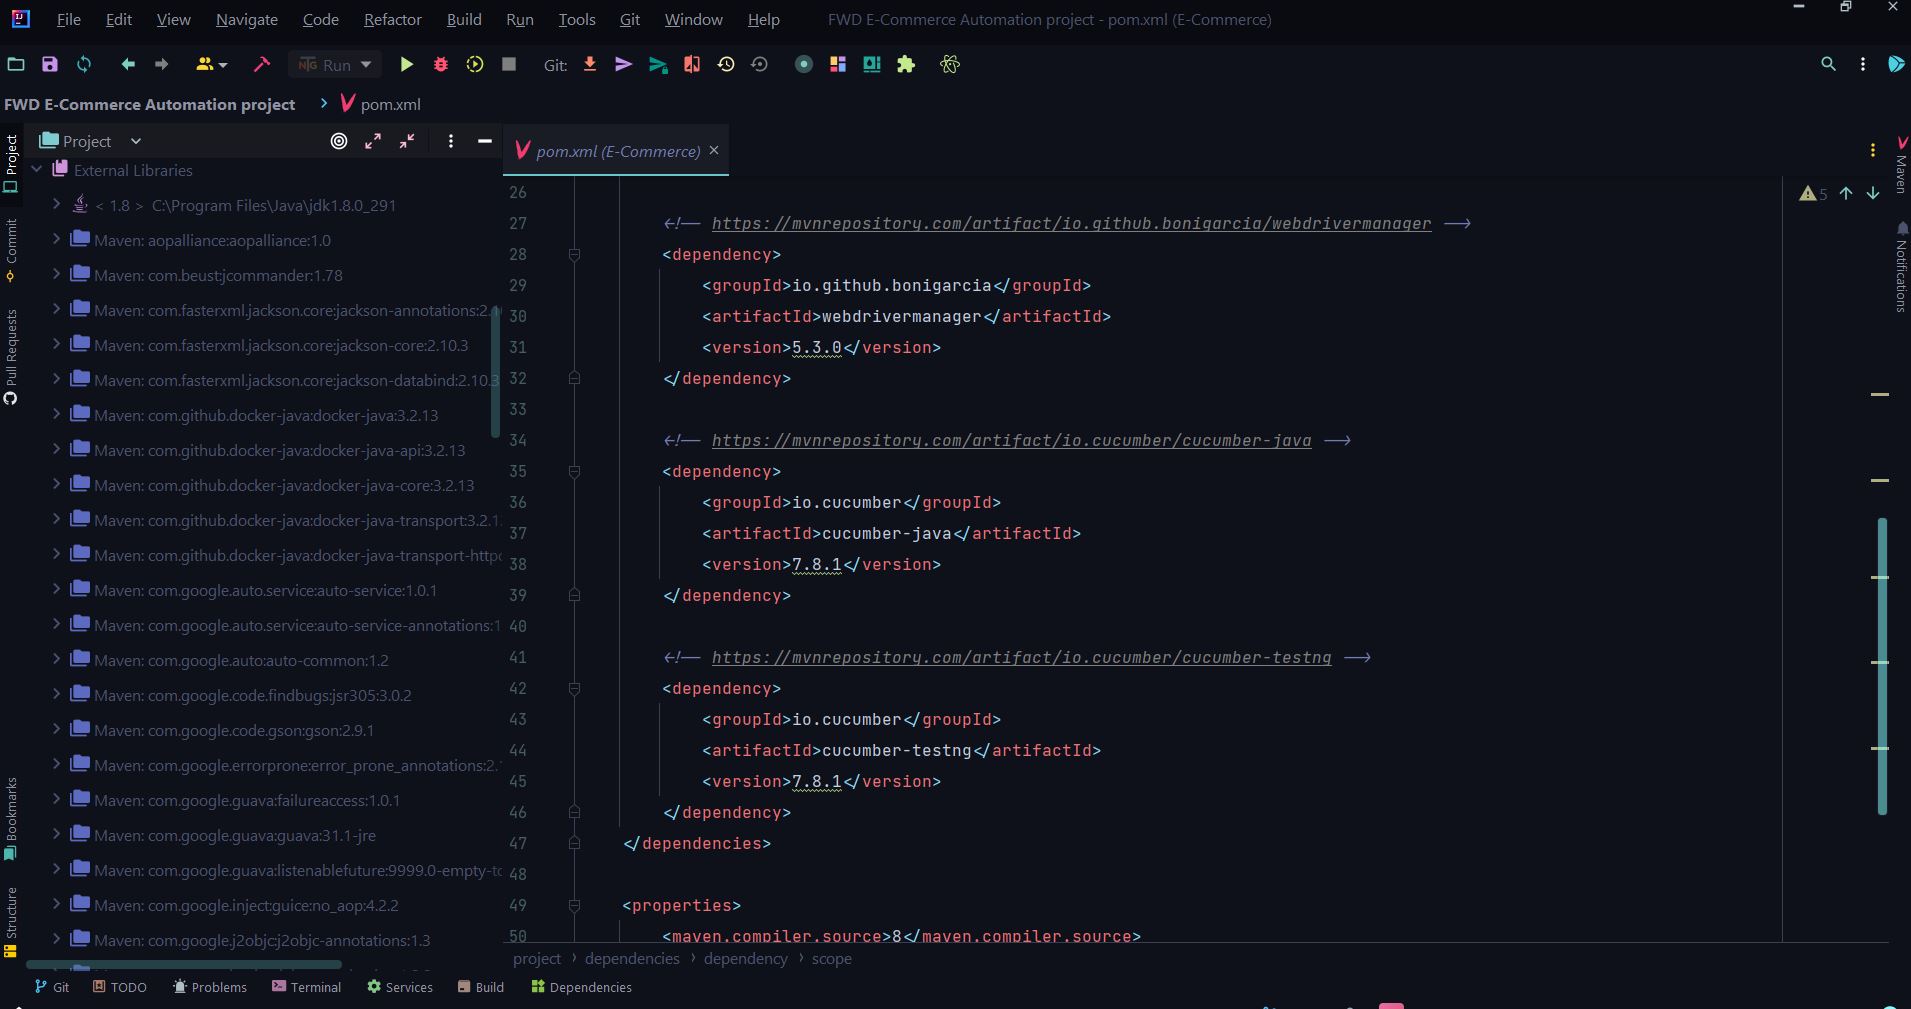 File Edit View Navigate Code Refactor Build Run Tools Git Window Help FWD E-Commerce Automation project - pom.xml (E-Commerce)
Run Git:
FWD E-Commerce Automation project pom.xml
Project
pom.xml (E-Commerce)
Project
Commit
Pull Requests
Bookmarks
Structure
External Libraries
< 1.8 > C:\Program Files\Java\jdk1.8.0_291
Maven: aopalliance:aopalliance:1.0
Maven: com.beust:jcommander:1.78
Maven: com.fasterxml.jackson.core:jackson-annotations:2.1
Maven: com.fasterxml.jackson.core:jackson-core:2.10.3
Maven: com.fasterxml.jackson.core:jackson-databind:2.10.3
Maven: com.github.docker-java:docker-java:3.2.13
Maven: com.github.docker-java:docker-java-api:3.2.13
Maven: com.github.docker-java:docker-java-core:3.2.13
Maven: com.github.docker-java:docker-java-transport:3.2.1
Maven: com.github.docker-java:docker-java-transport-httpc
Maven: com.google.auto.service:auto-service:1.0.1
Maven: com.google.auto.service:auto-service-annotations:1
Maven: com.google.auto:auto-common:1.2
Maven: com.google.code.findbugs:jsr305:3.0.2
Maven: com.google.code.gson:gson:2.9.1
Maven: com.google.errorprone:error_prone_annotations:2.
Maven: com.google.guava:failureaccess:1.0.1
Maven: com.google.guava:guava:31.1-jre
Maven: com.google.guava:listenablefuture:9999.0-empty-to
Maven: com.google.inject:guice:no_aop:4.2.2
Maven: com.google.j2objc:j2objc-annotations:1.3
26
27 <!-- https://mvnrepository.com/artifact/io.github.bonigarcia/webdrivermanager -->
28 <dependency>
29 <groupId>io.github.bonigarcia</groupId>
30 <artifactId>webdrivermanager</artifactId>
31 <version>5.3.0</version>
32 </dependency>
33
34 <!-- https://mvnrepository.com/artifact/io.cucumber/cucumber-java -->
35 <dependency>
36 <groupId>io.cucumber</groupId>
37 <artifactId>cucumber-java</artifactId>
38 <version>7.8.1</version>
39 </dependency>
40
41 <!-- https://mvnrepository.com/artifact/io.cucumber/cucumber-testng -->
42 <dependency>
43 <groupId>io.cucumber</groupId>
44 <artifactId>cucumber-testng</artifactId>
45 <version>7.8.1</version>
46 </dependency>
47 </dependencies>
48
49 <properties>
50 <maven.compiler.source>8</maven.compiler.source>
5
Maven
Notifications
project › dependencies › dependency › scope
Git TODO Problems Terminal Services Build Dependencies